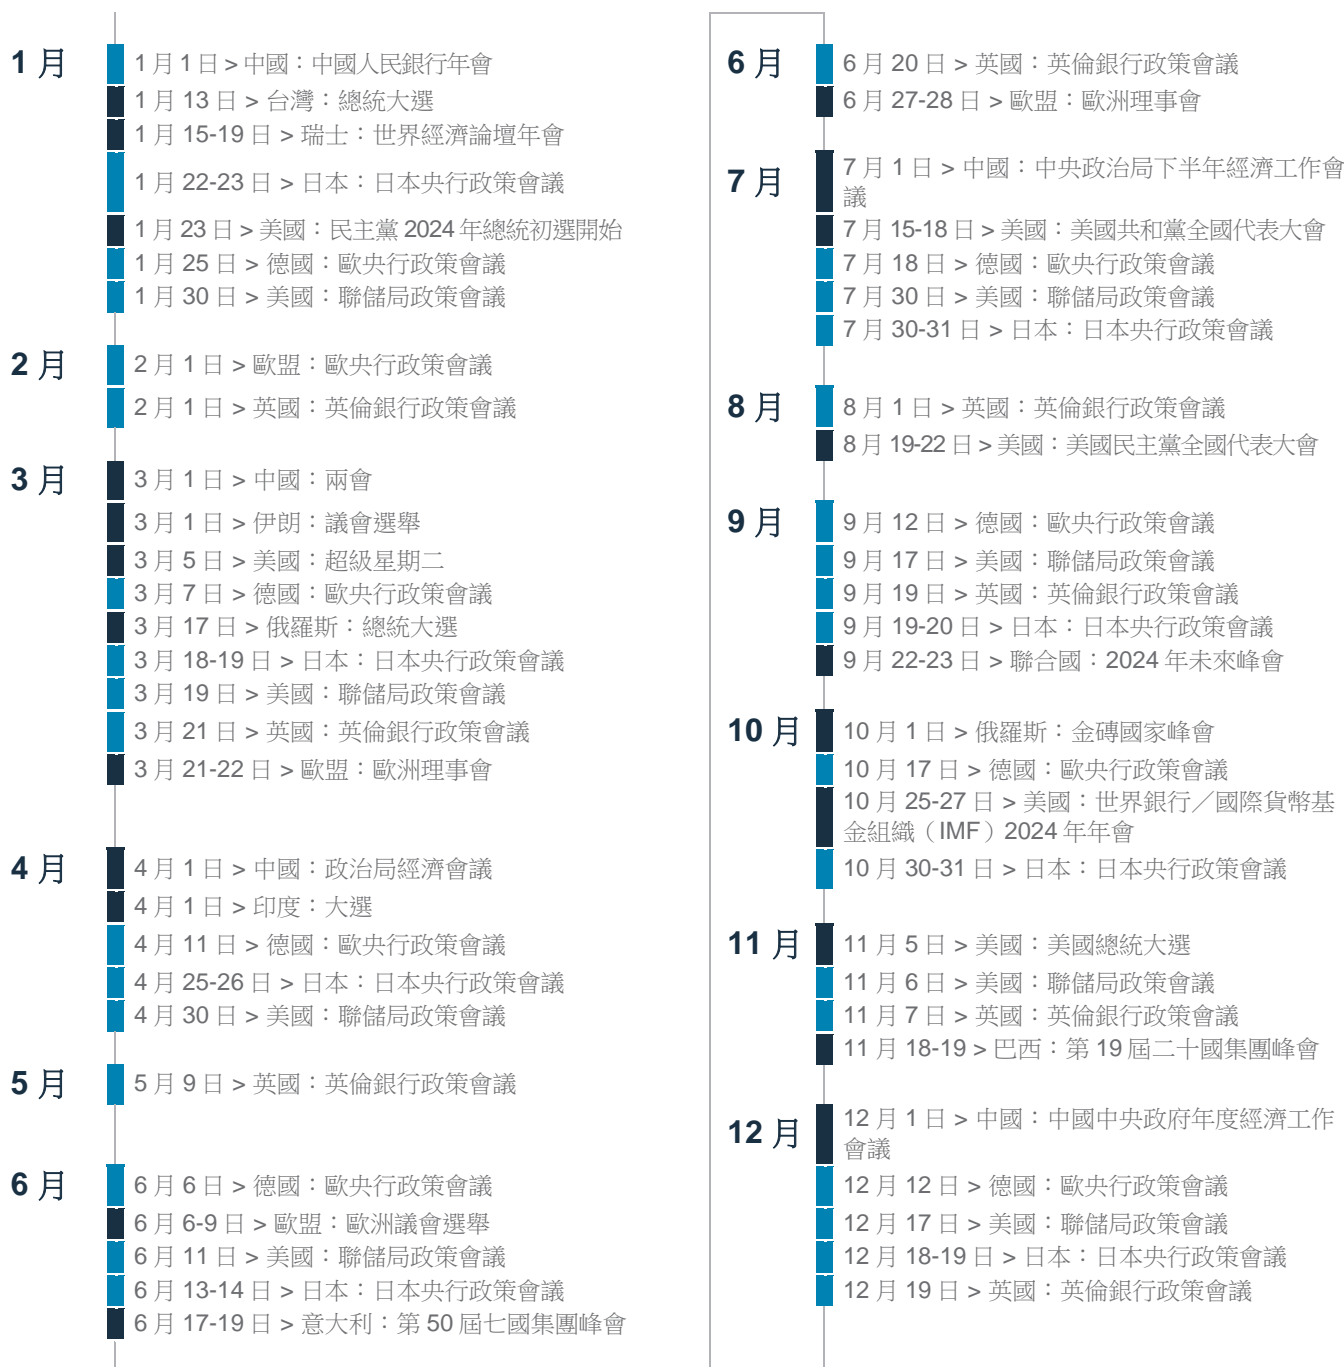 1 月
1 月 1 日 > 中國：中國人民銀行年會
1 月 13 日 > 台灣：總統大選
1 月 15-19 日 > 瑞士：世界經濟論壇年會
1 月 22-23 日 > 日本：日本央行政策會議
1 月 23 日 > 美國：民主黨 2024 年總統初選開始
1 月 25 日 > 德國：歐央行政策會議
1 月 30 日 > 美國：聯儲局政策會議
2 月
2 月 1 日 > 歐盟：歐央行政策會議
2 月 1 日 > 英國：英倫銀行政策會議
3 月
3 月 1 日 > 中國：兩會
3 月 1 日 > 伊朗：議會選舉
3 月 5 日 > 美國：超級星期二
3 月 7 日 > 德國：歐央行政策會議
3 月 17 日 > 俄羅斯：總統大選
3 月 18-19 日 > 日本：日本央行政策會議
3 月 19 日 > 美國：聯儲局政策會議
3 月 21 日 > 英國：英倫銀行政策會議
3 月 21-22 日 > 歐盟：歐洲理事會
4 月
4 月 1 日 > 中國：政治局經濟會議
4 月 1 日 > 印度：大選
4 月 11 日 > 德國：歐央行政策會議
4 月 25-26 日 > 日本：日本央行政策會議
4 月 30 日 > 美國：聯儲局政策會議
5 月
5 月 9 日 > 英國：英倫銀行政策會議
6 月
6 月 6 日 > 德國：歐央行政策會議
6 月 6-9 日 > 歐盟：歐洲議會選舉
6 月 11 日 > 美國：聯儲局政策會議
6 月 13-14 日 > 日本：日本央行政策會議
6 月 17-19 日 > 意大利：第 50 屆七國集團峰會
6 月
6 月 20 日 > 英國：英倫銀行政策會議
6 月 27-28 日 > 歐盟：歐洲理事會
7 月
7 月 1 日 > 中國：中央政治局下半年經濟工作會
議
7 月 15-18 日 > 美國：美國共和黨全國代表大會
7 月 18 日 > 德國：歐央行政策會議
7 月 30 日 > 美國：聯儲局政策會議
7 月 30-31 日 > 日本：日本央行政策會議
8 月
8 月 1 日 > 英國：英倫銀行政策會議
8 月 19-22 日 > 美國：美國民主黨全國代表大會
9 月
9 月 12 日 > 德國：歐央行政策會議
9 月 17 日 > 美國：聯儲局政策會議
9 月 19 日 > 英國：英倫銀行政策會議
9 月 19-20 日 > 日本：日本央行政策會議
9 月 22-23 日 > 聯合國：2024 年未來峰會
10 月
10 月 1 日 > 俄羅斯：金磚國家峰會
10 月 17 日 > 德國：歐央行政策會議
10 月 25-27 日 > 美國：世界銀行／國際貨幣基
金組織（IMF）2024 年年會
10 月 30-31 日 > 日本：日本央行政策會議
11 月
11 月 5 日 > 美國：美國總統大選
11 月 6 日 > 美國：聯儲局政策會議
11 月 7 日 > 英國：英倫銀行政策會議
11 月 18-19 > 巴西：第 19 屆二十國集團峰會
12 月
12 月 1 日 > 中國：中國中央政府年度經濟工作
會議
12 月 12 日 > 德國：歐央行政策會議
12 月 17 日 > 美國：聯儲局政策會議
12 月 18-19 日 > 日本：日本央行政策會議
12 月 19 日 > 英國：英倫銀行政策會議